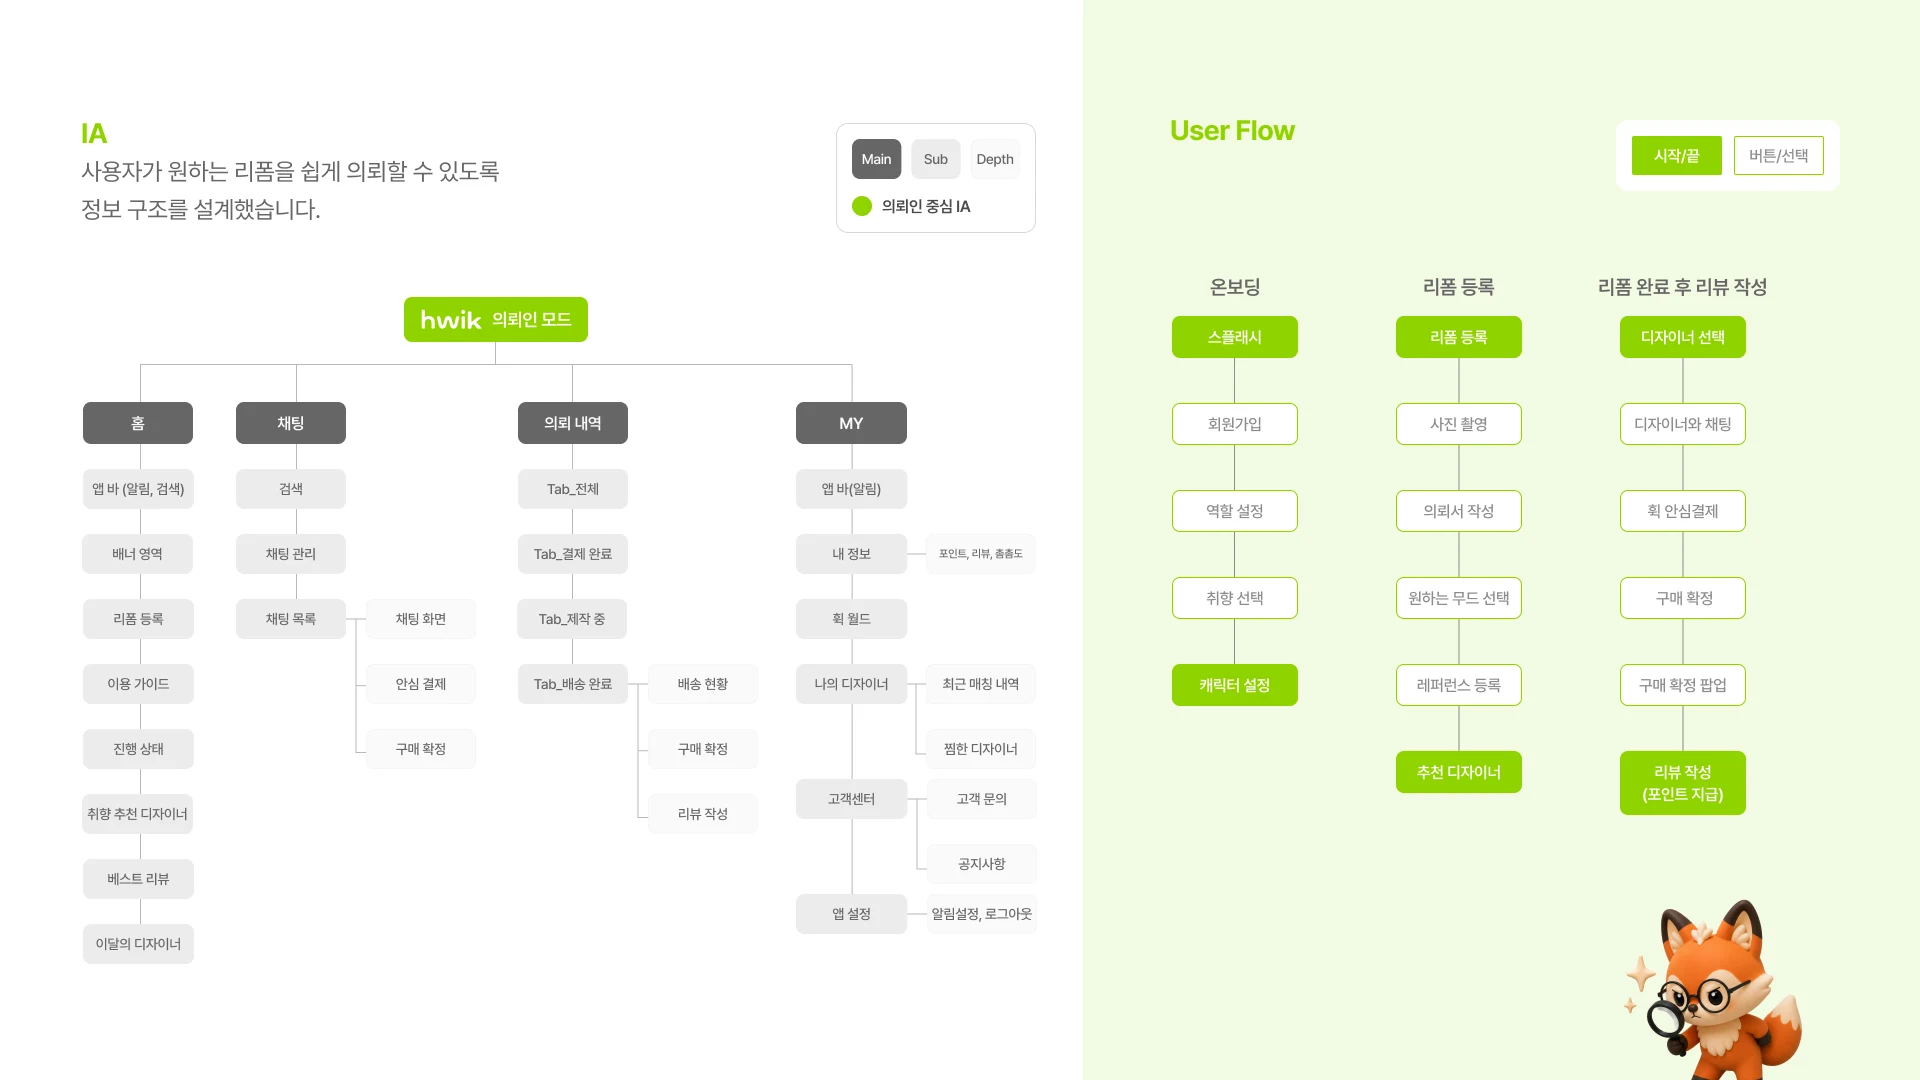 IA
사용자가 원하는 리폼을 쉽게 의뢰할 수 있도록
정보 구조를 설계했습니다.
Main
Sub
Depth
의뢰인 중심 IA
hwik 의뢰인 모드
홈
앱 바 (알림, 검색)
배너 영역
리폼 등록
이용 가이드
진행 상태
취향 추천 디자이너
베스트 리뷰
이달의 디자이너
채팅
검색
채팅 관리
채팅 목록
채팅 화면
안심 결제
구매 확정
의뢰 내역
Tab_전체
Tab_결제 완료
Tab_제작 중
Tab_배송 완료
배송 현황
구매 확정
리뷰 작성
MY
앱 바(알림)
내 정보
포인트, 리뷰, 촘촘도
휙 월드
나의 디자이너
최근 매칭 내역
찜한 디자이너
고객센터
고객 문의
공지사항
앱 설정
알림설정, 로그아웃
User Flow
시작/끝
버튼/선택
온보딩
스플래시
회원가입
역할 설정
취향 선택
캐릭터 설정
리폼 등록
리폼 등록
사진 촬영
의뢰서 작성
원하는 무드 선택
레퍼런스 등록
추천 디자이너
리폼 완료 후 리뷰 작성
디자이너 선택
디자이너와 채팅
휙 안심결제
구매 확정
구매 확정 팝업
리뷰 작성
(포인트 지급)